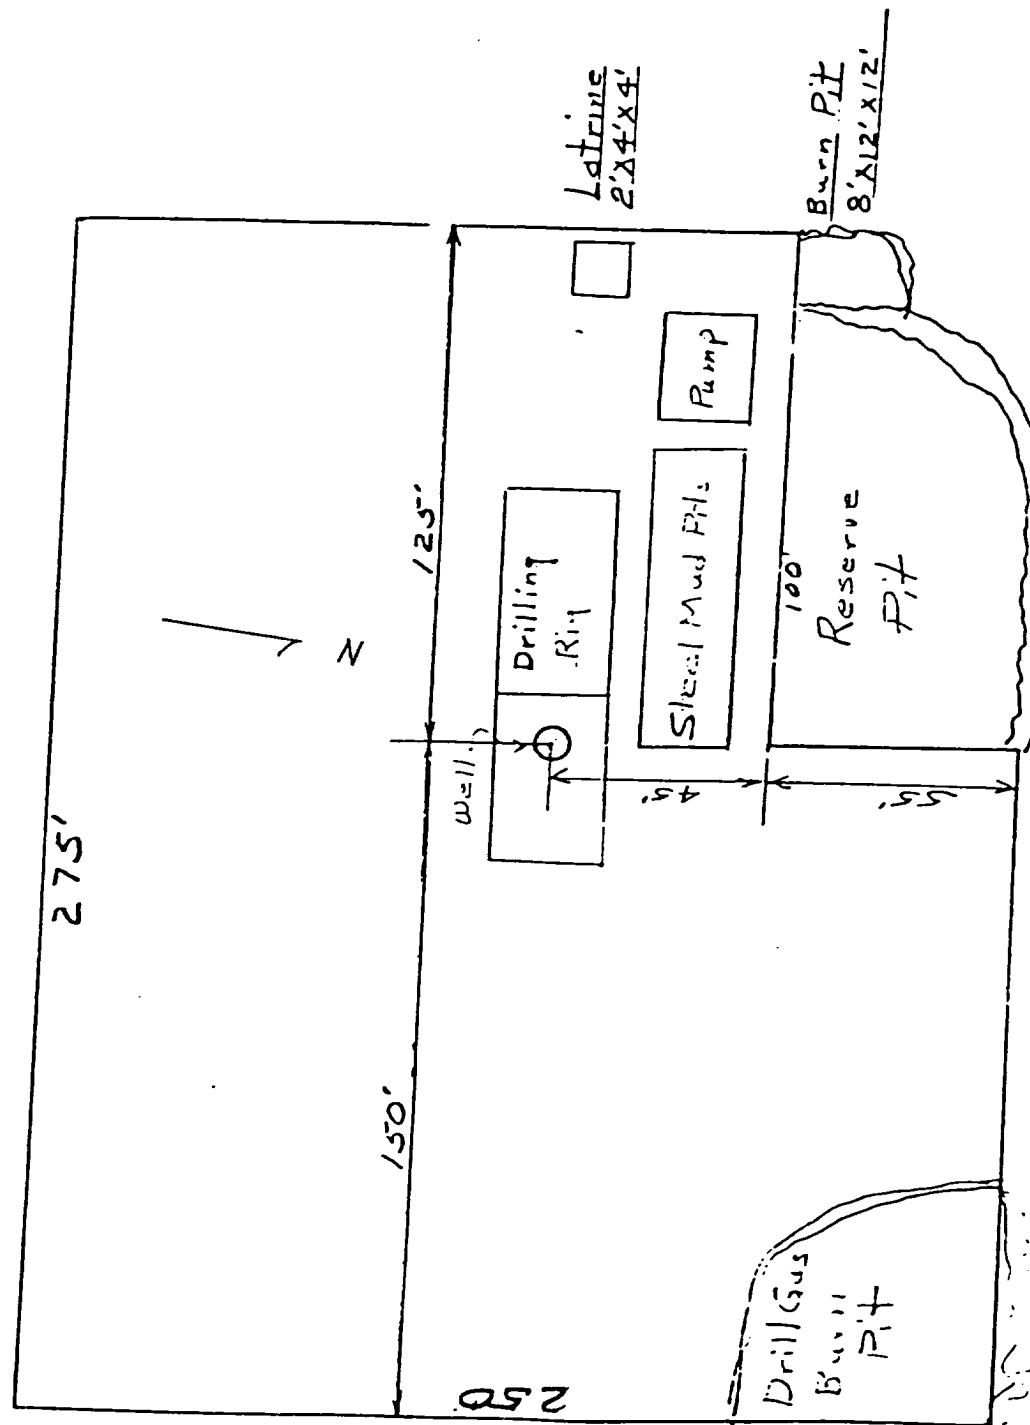 Latrine
2'X4'X4'
Burn Pit
8'X12'X12'
275'
125'
150'
250
N
Well
Drilling
Rig
Pump
Steel Mud Pits
45'
55'
100'
Reserve
Pit
Drill Gas
Burn
Pit